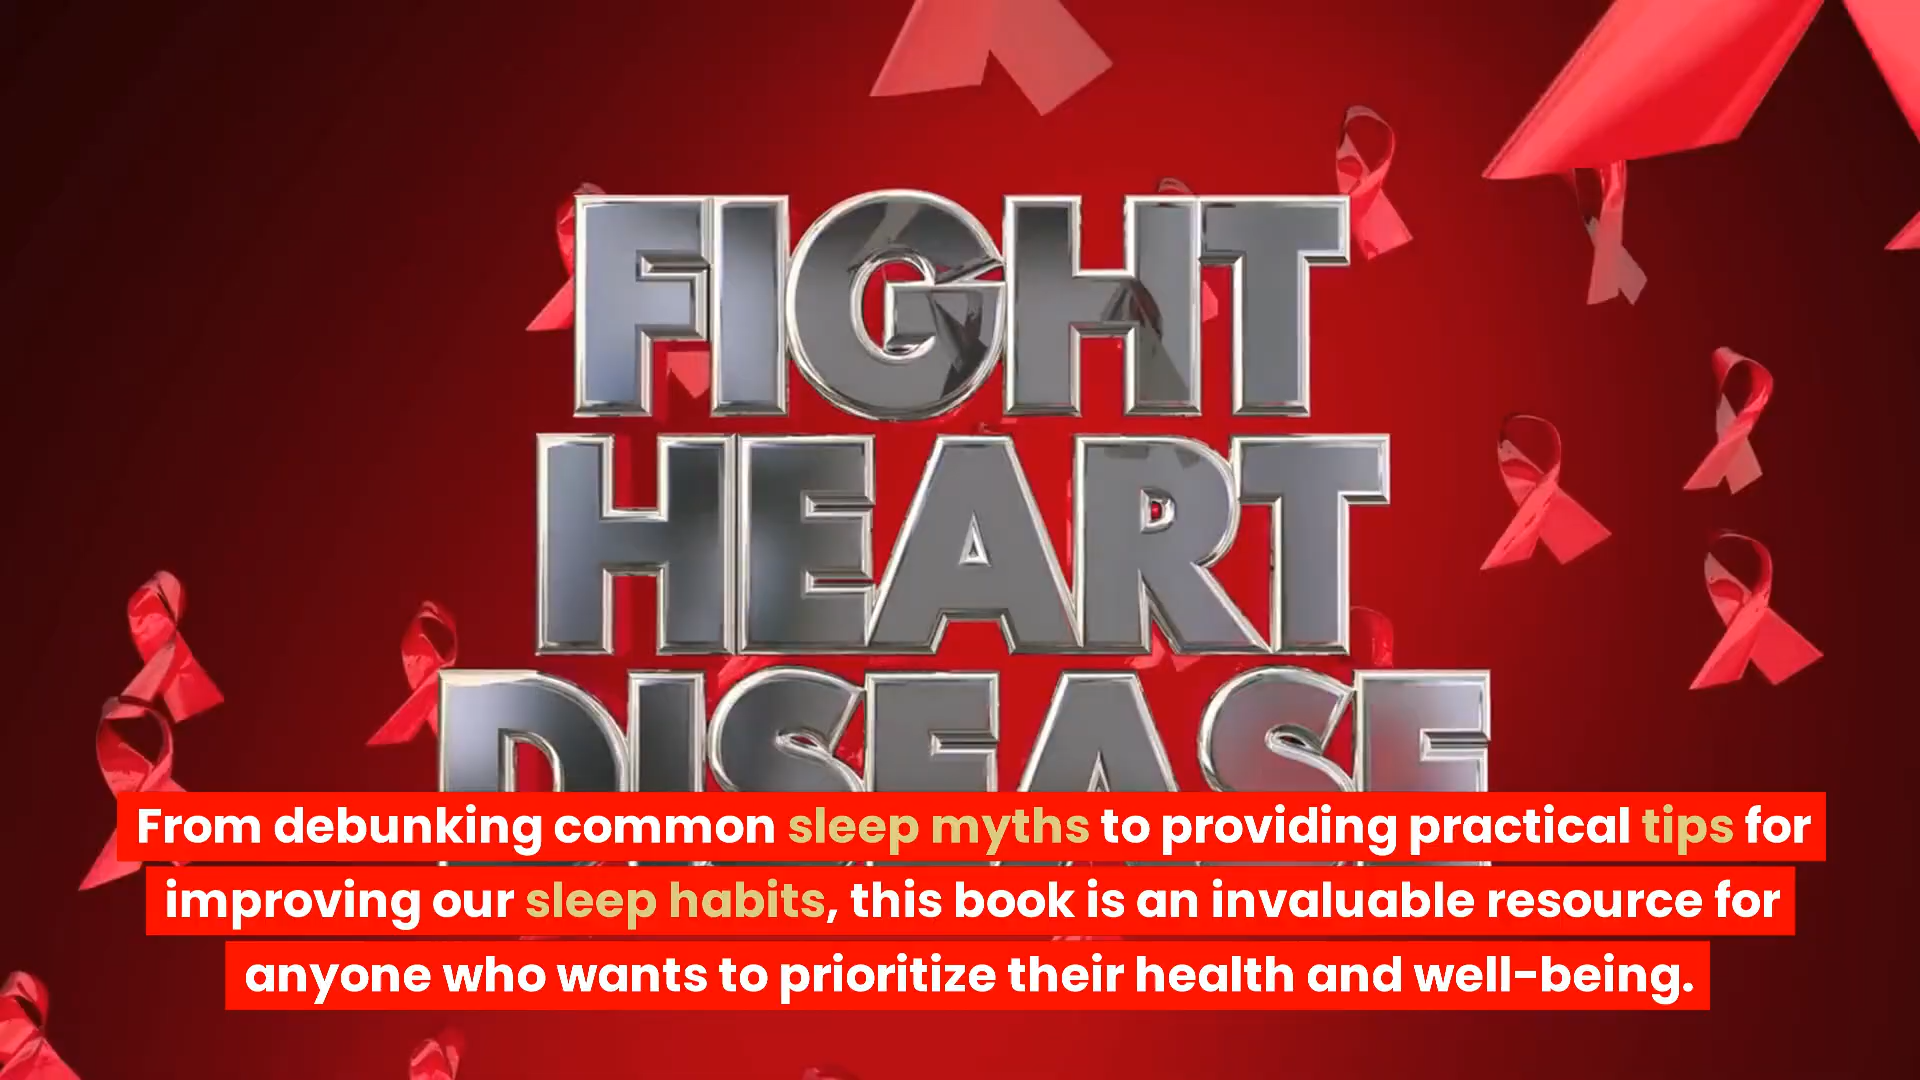 FIGHT
HEART
DISEASE
From debunking common sleep myths to providing practical tips for
improving our sleep habits, this book is an invaluable resource for
anyone who wants to prioritize their health and well-being.